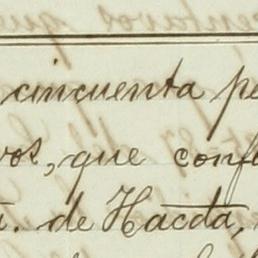 cincuenta pe
vos, que conf
a. de Hacda,